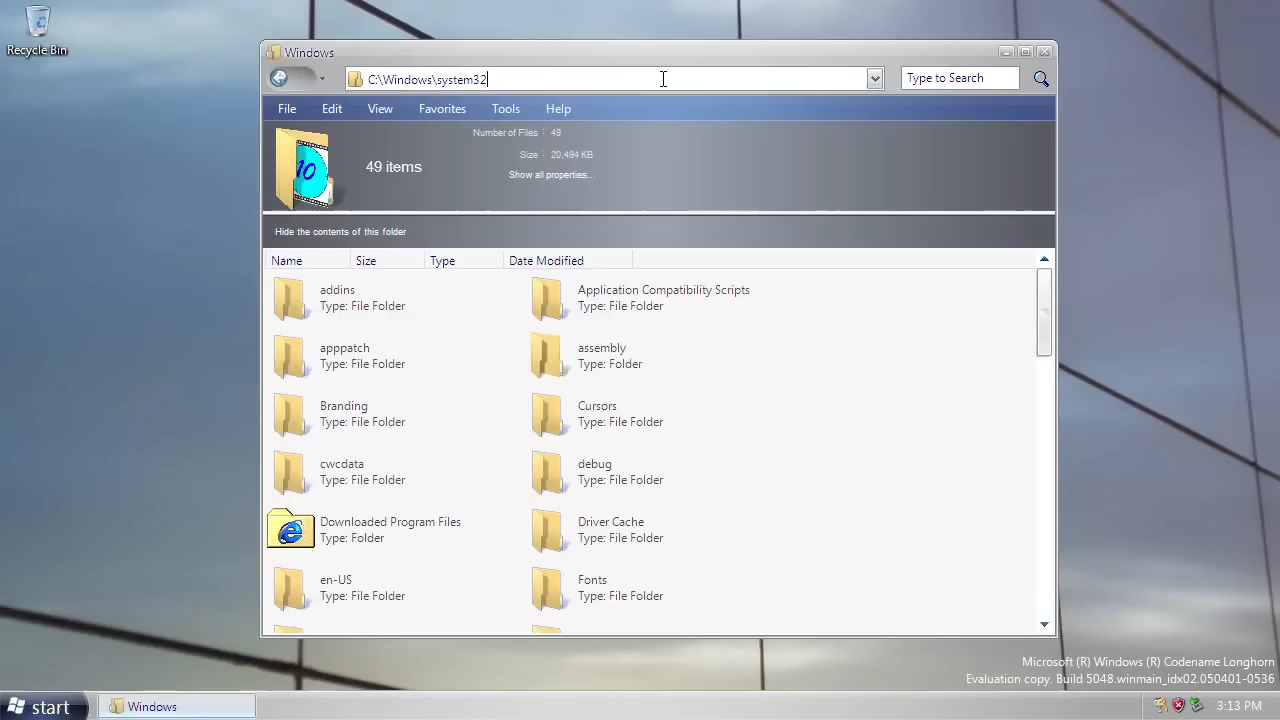 Recycle Bin
Windows
C:\Windows\system32
Type to Search
File Edit View Favorites Tools Help
10
49 items
Number of Files : 49
Size : 20,494 KB
Show all properties...
Hide the contents of this folder
Name Size Type Date Modified
addins
Type: File Folder
Application Compatibility Scripts
Type: File Folder
apppatch
Type: File Folder
assembly
Type: Folder
Branding
Type: File Folder
Cursors
Type: File Folder
cwcdata
Type: File Folder
debug
Type: File Folder
Downloaded Program Files
Type: Folder
Driver Cache
Type: File Folder
en-US
Type: File Folder
Fonts
Type: File Folder
Microsoft (R) Windows (R) Codename Longhorn
Evaluation copy. Build 5048.winmain_idx02.050401-0536
start
Windows
3:13 PM